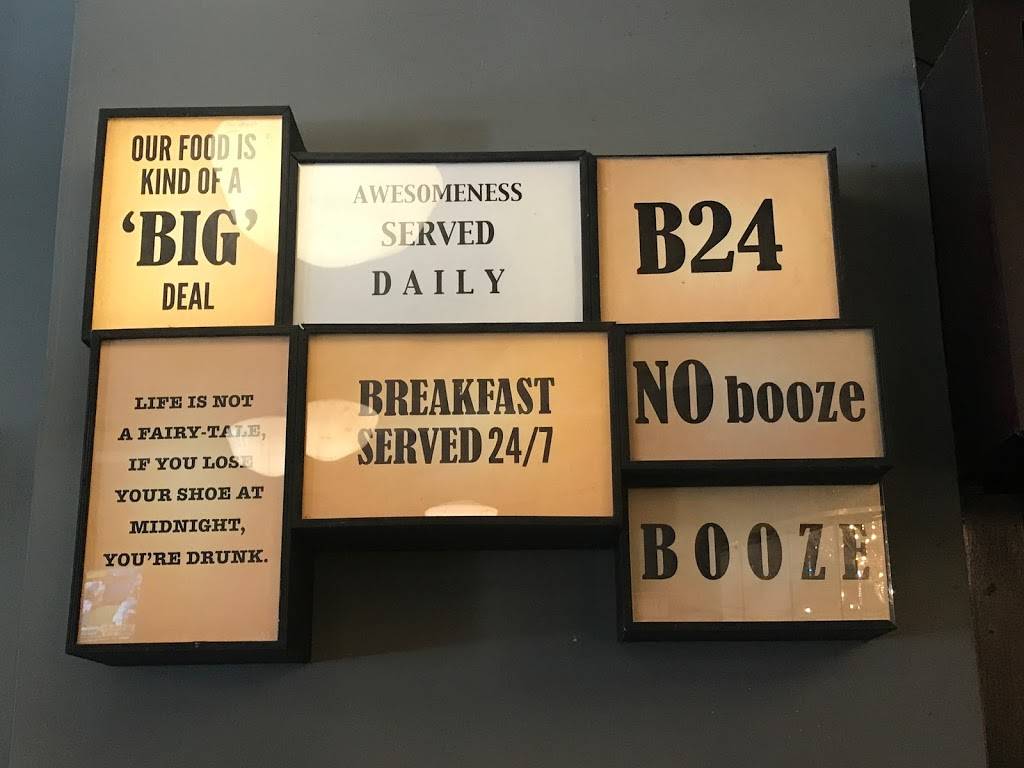 OUR FOOD IS
KIND OF A
‘BIG’
DEAL
AWESOMENESS
SERVED
DAILY
B24
LIFE IS NOT
A FAIRY-TALE,
IF YOU LOSE
YOUR SHOE AT
MIDNIGHT,
YOU’RE DRUNK.
BREAKFAST
SERVED 24/7
NO booze
BOOZE